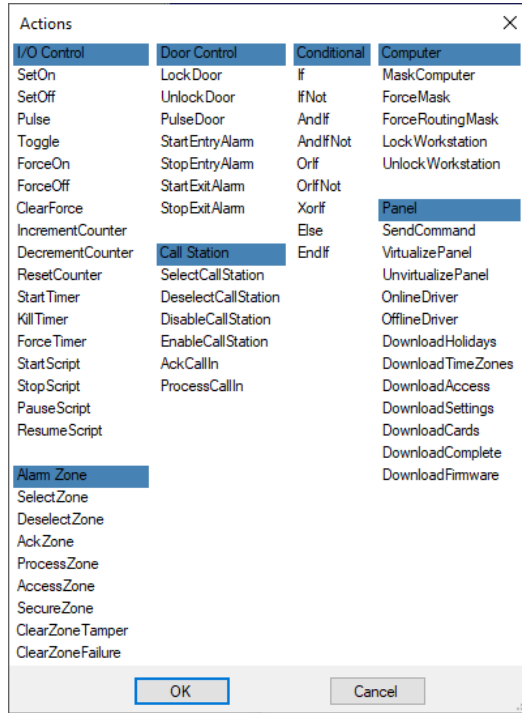 Actions
I/O Control
SetOn
SetOff
Pulse
Toggle
ForceOn
ForceOff
ClearForce
IncrementCounter
DecrementCounter
ResetCounter
StartTimer
KillTimer
ForceTimer
StartScript
StopScript
PauseScript
ResumeScript
Alarm Zone
SelectZone
DeselectZone
AckZone
ProcessZone
AccessZone
SecureZone
ClearZoneTamper
ClearZoneFailure
Door Control
LockDoor
UnlockDoor
PulseDoor
StartEntryAlarm
StopEntryAlarm
StartExitAlarm
StopExitAlarm
Call Station
SelectCallStation
DeselectCallStation
DisableCallStation
EnableCallStation
AckCallIn
ProcessCallIn
Conditional
If
IfNot
AndIf
AndIfNot
OrIf
OrIfNot
XorIf
Else
EndIf
Computer
MaskComputer
ForceMask
ForceRoutingMask
LockWorkstation
UnlockWorkstation
Panel
SendCommand
VirtualizePanel
UnvirtualizePanel
OnlineDriver
OfflineDriver
DownloadHolidays
DownloadTimeZones
DownloadAccess
DownloadSettings
DownloadCards
DownloadComplete
DownloadFirmware
OK
Cancel